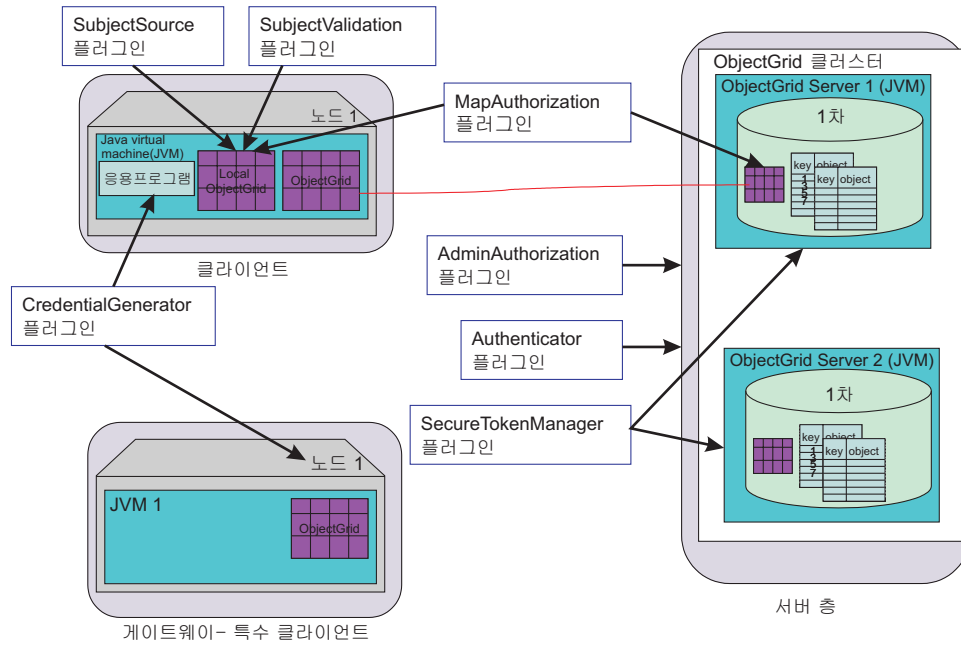 SubjectSource
플러그인
SubjectValidation
플러그인
노드 1
Java virtual
machine(JVM)
응용프로그램
Local
ObjectGrid
ObjectGrid
클라이언트
MapAuthorization
플러그인
CredentialGenerator
플러그인
AdminAuthorization
플러그인
Authenticator
플러그인
SecureTokenManager
플러그인
노드 1
JVM 1
ObjectGrid
게이트웨이– 특수 클라이언트
ObjectGrid 클러스터
ObjectGrid Server 1 (JVM)
1차
key object
1
3
5
7
key object
ObjectGrid Server 2 (JVM)
1차
key object
1
3
5
7
key object
서버 층